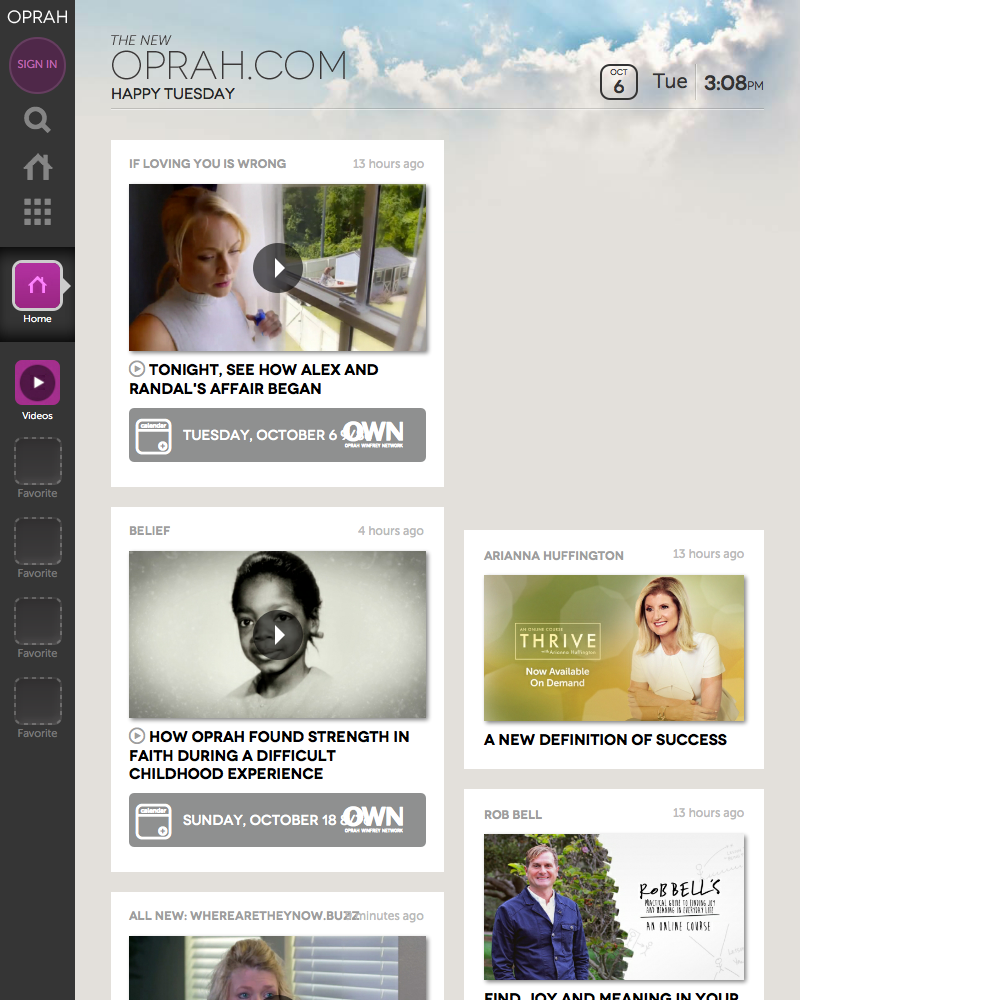 OPRAH
SIGN IN
Home
Videos
Favorite
Favorite
Favorite
Favorite
THE NEW
OPRAH.COM
HAPPY TUESDAY
OCT
6
Tue
3:08PM
IF LOVING YOU IS WRONG
13 hours ago
TONIGHT, SEE HOW ALEX AND
RANDAL'S AFFAIR BEGAN
calendar
TUESDAY, OCTOBER 6
OWN
OPRAH WINFREY NETWORK
BELIEF
4 hours ago
HOW OPRAH FOUND STRENGTH IN
FAITH DURING A DIFFICULT
CHILDHOOD EXPERIENCE
calendar
SUNDAY, OCTOBER 18
OWN
OPRAH WINFREY NETWORK
ALL NEW: WHEREARETHEYNOW.BUZZ
minutes ago
ARIANNA HUFFINGTON
13 hours ago
AN ONLINE COURSE
THRIVE
with Arianna Huffington
Now Available
On Demand
A NEW DEFINITION OF SUCCESS
ROB BELL
13 hours ago
ROB BELL'S
PRACTICAL GUIDE TO FINDING JOY
AND MEANING IN EVERYDAY LIFE
AN ONLINE COURSE
FIND JOY AND MEANING IN YOUR